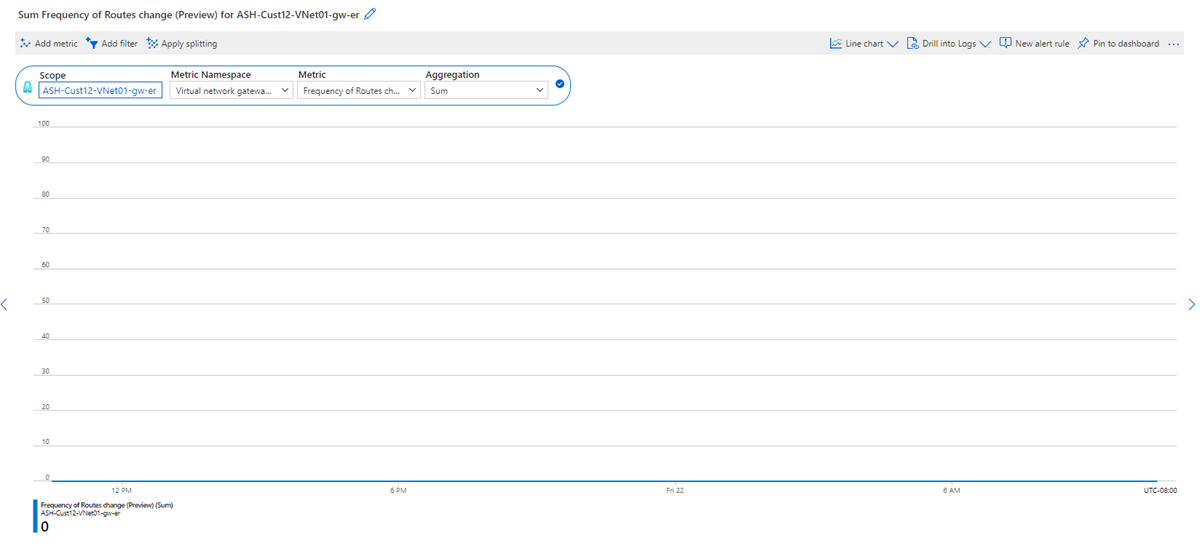 Sum Frequency of Routes change (Preview) for ASH-Cust12-VNet01-gw-er
Add metric Add filter Apply splitting Line chart Drill into Logs New alert rule Pin to dashboard ...
Scope Metric Namespace Metric Aggregation
ASH-Cust12-VNet01-gw-er Virtual network gatewa... Frequency of Routes ch... Sum
100
90
80
70
60
50
40
30
20
10
0
12 PM 6 PM Fri 22 6 AM UTC-08:00
Frequency of Routes change (Preview) (Sum)
ASH-Cust12-VNet01-gw-er
0